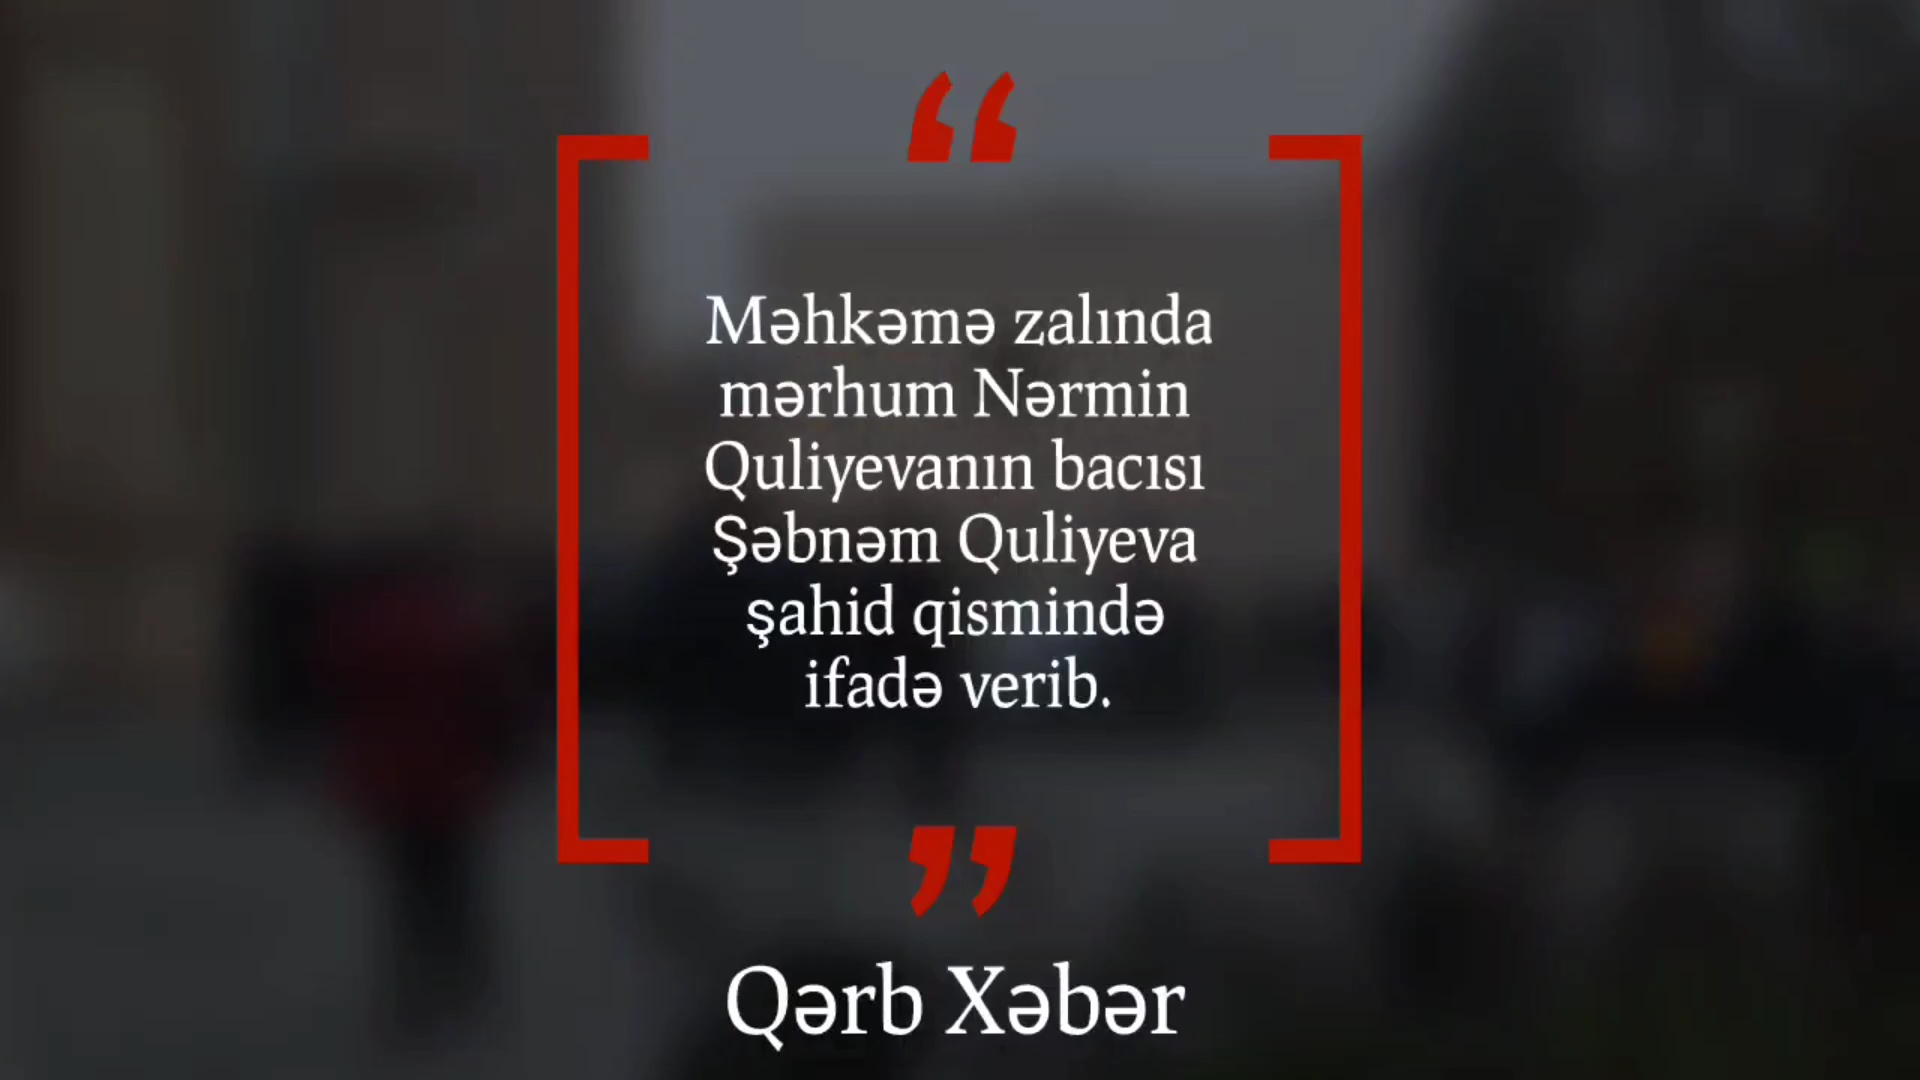 “
Məhkəmə zalında
mərhum Nərmin
Quliyevanın bacısı
Şəbnəm Quliyeva
şahid qismində
ifadə verib.
”
Qərb Xəbər